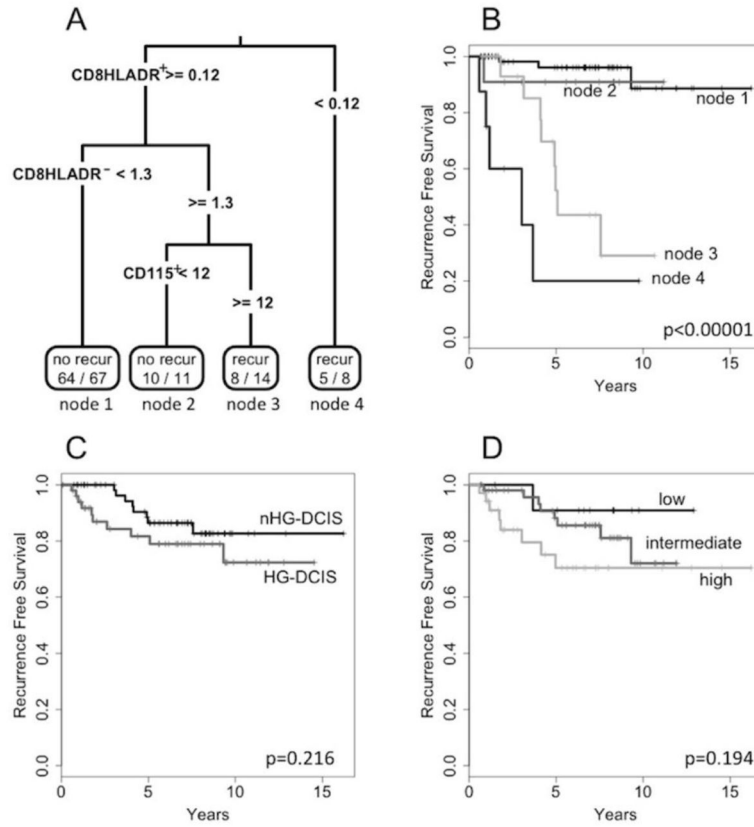 A
CD8HLADR+ >= 0.12
< 0.12
CD8HLADR- < 1.3
>= 1.3
CD115+ < 12
>= 12
no recur
64 / 67
no recur
10 / 11
recur
8 / 14
recur
5 / 8
node 1
node 2
node 3
node 4
B
Recurrence Free Survival
1.0
0.8
0.6
0.4
0.2
0.0
node 2
node 1
node 3
node 4
p<0.00001
0 5 10 15
Years
C
Recurrence Free Survival
1.0
0.8
0.6
0.4
0.2
0.0
nHG-DCIS
HG-DCIS
p=0.216
0 5 10 15
Years
D
Recurrence Free Survival
1.0
0.8
0.6
0.4
0.2
0.0
low
intermediate
high
p=0.194
0 5 10 15
Years